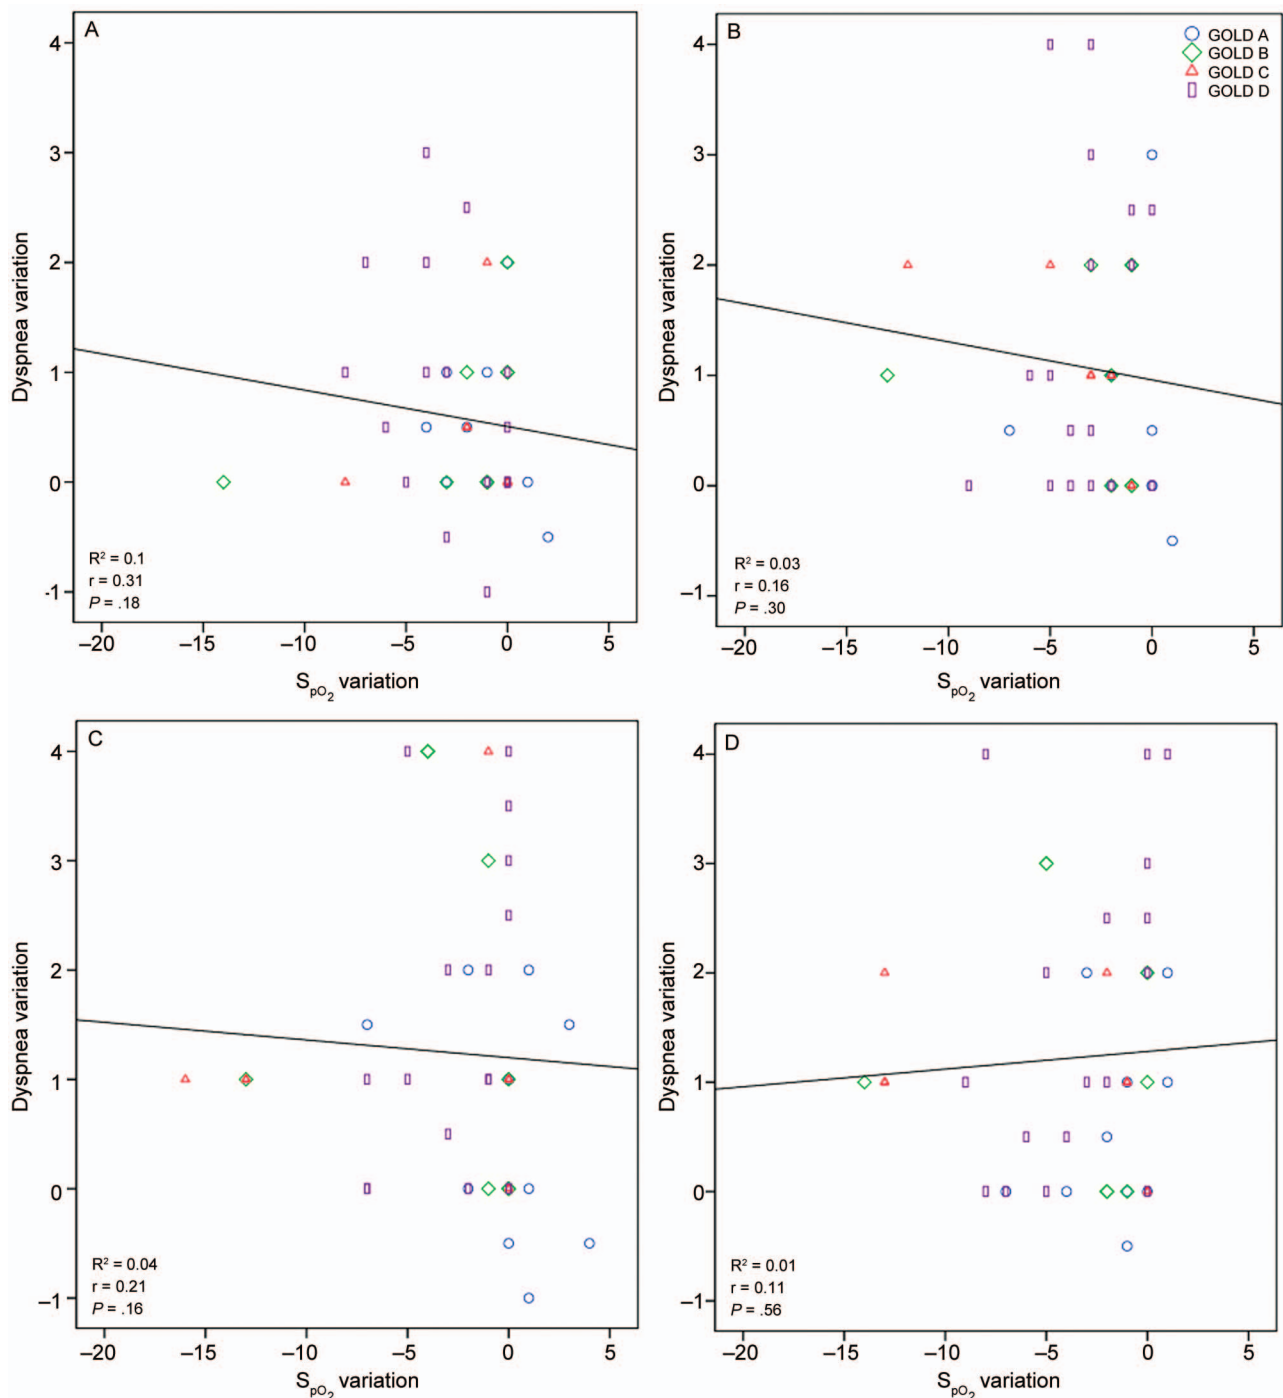 A
4
3
2
1
0
-1
Dyspnea variation
R² = 0.1
r = 0.31
P = .18
–20 –15 –10 –5 0 5
SpO2 variation
B
GOLD A
GOLD B
GOLD C
GOLD D
4
3
2
1
0
–1
Dyspnea variation
R² = 0.03
r = 0.16
P = .30
–20 –15 –10 –5 0 5
SpO2 variation
C
4
3
2
1
0
–1
Dyspnea variation
R² = 0.04
r = 0.21
P = .16
–20 –15 –10 –5 0 5
SpO2 variation
D
4
3
2
1
0
–1
Dyspnea variation
R² = 0.01
r = 0.11
P = .56
–20 –15 –10 –5 0 5
SpO2 variation